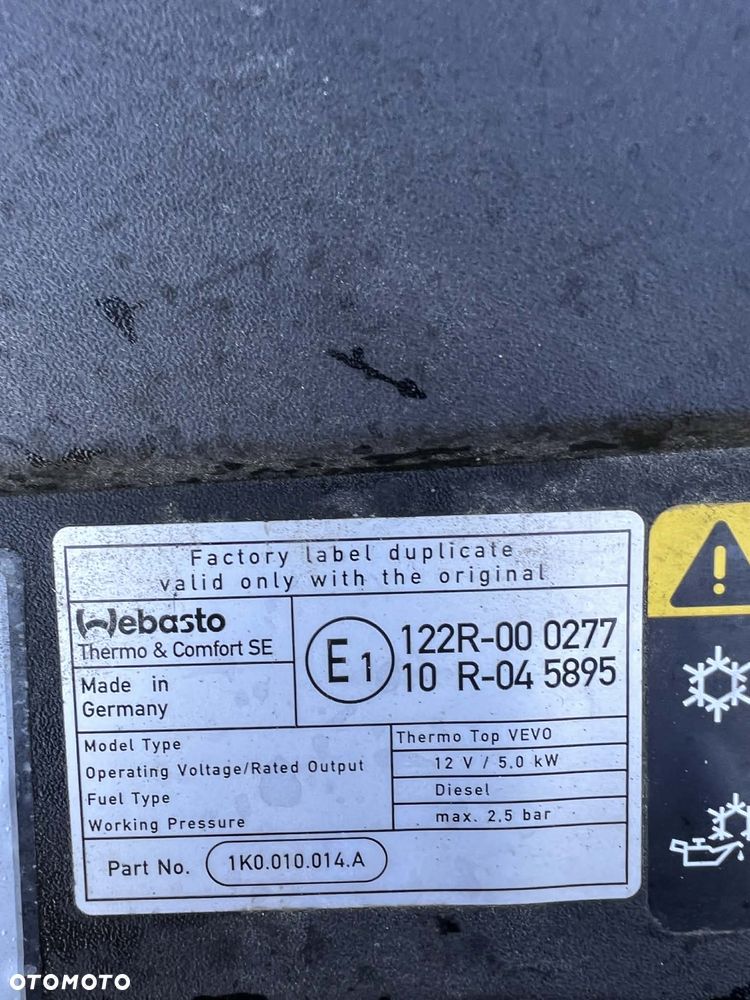 Factory label duplicate
valid only with the original
Webasto
Thermo & Comfort SE
Made in
Germany
E1
122R-00 0277
10 R-04 5895
Model Type
Thermo Top VEVO
Operating Voltage/Rated Output
12 V / 5,0 kW
Fuel Type
Diesel
Working Pressure
max. 2.5 bar
Part No. 1K0.010.014.A
OTOMOTO